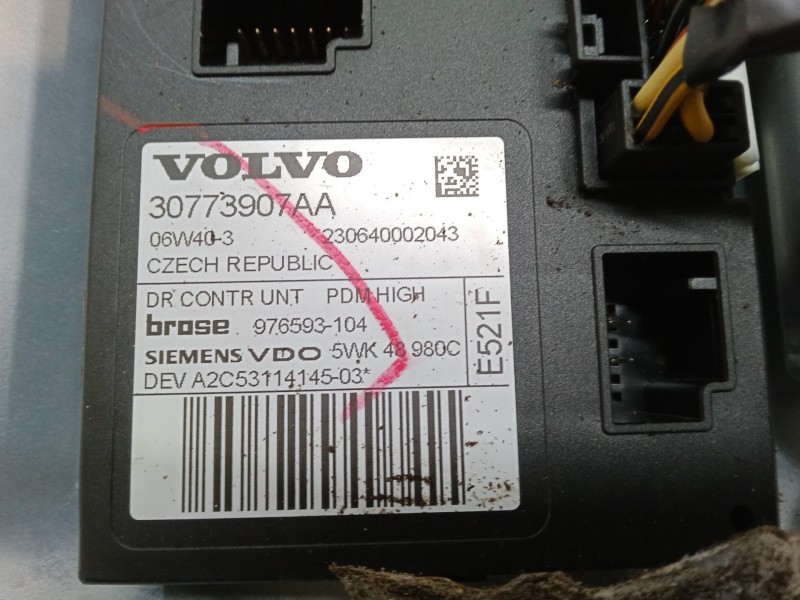 VOLVO
30773907AA
06W40-3 230640002043
CZECH REPUBLIC
DR CONTR UNT PDM HIGH
brose 976593-104
SIEMENS VDO 5WK 48 980C
DEV A2C53114145-03*
E521F